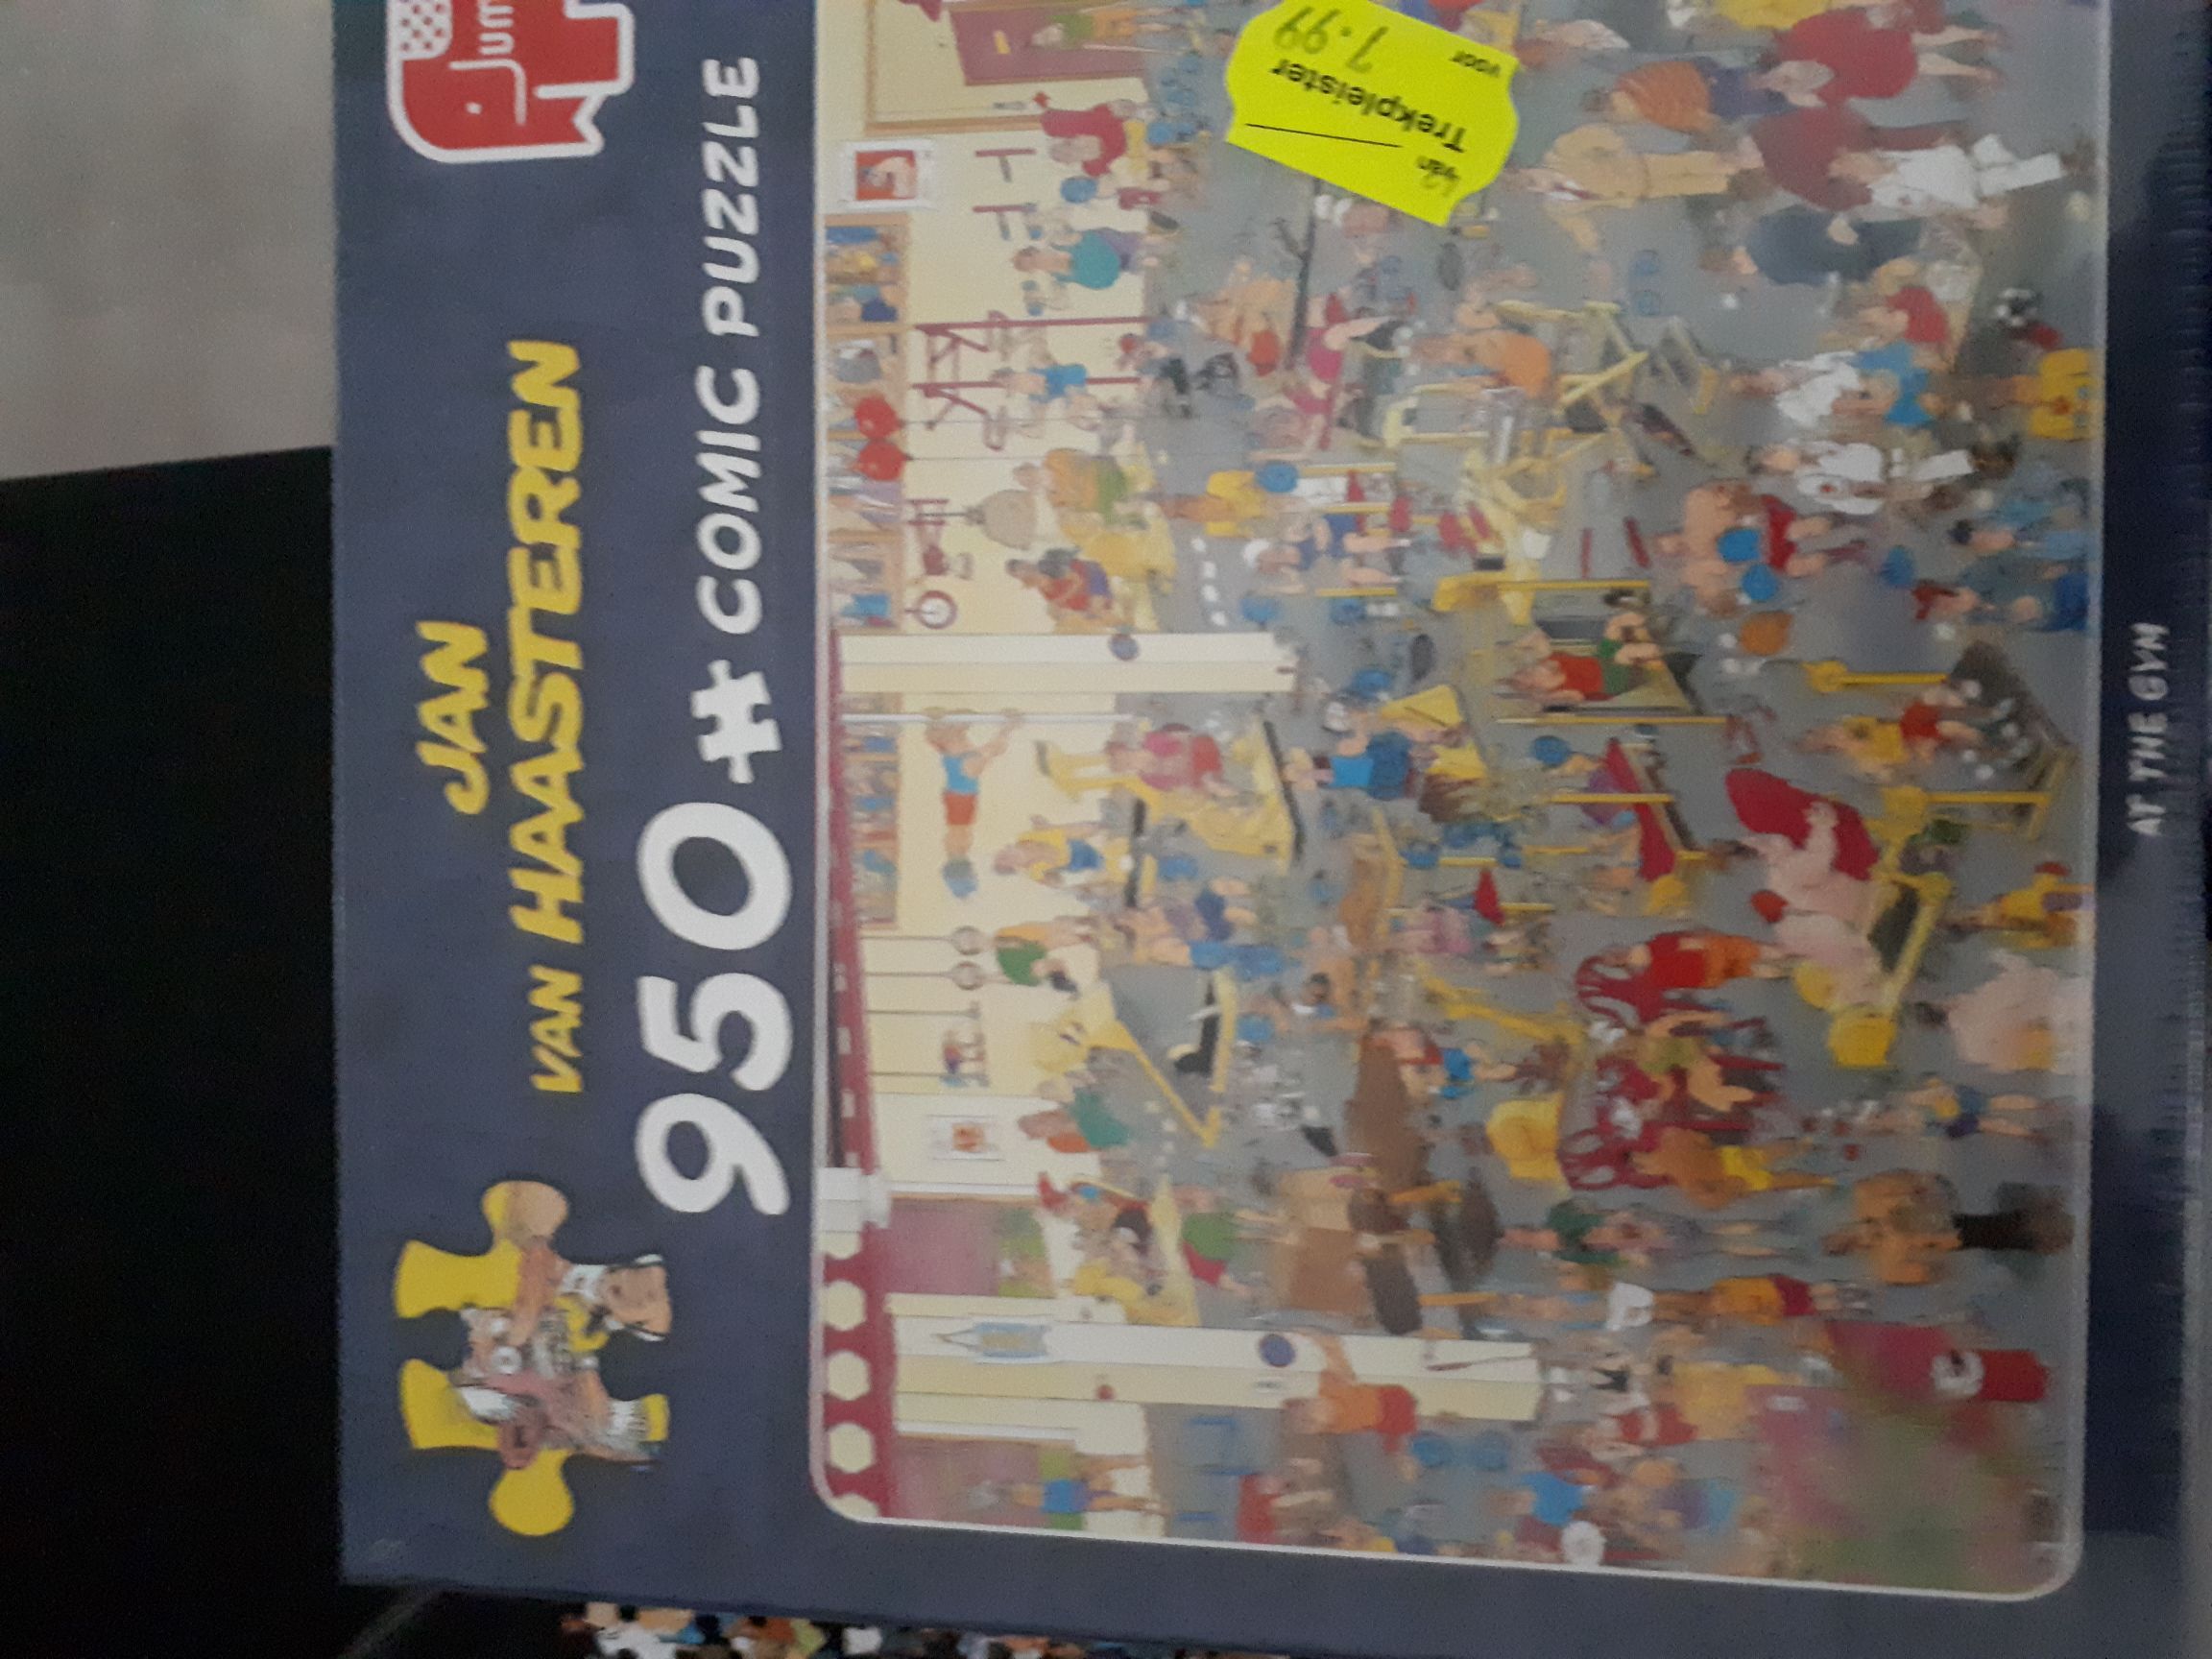 Jum
JAN
VAN HAASTEREN
950 COMIC PUZZLE
van
Trekpleister
voor
7.99
AT THE GYM